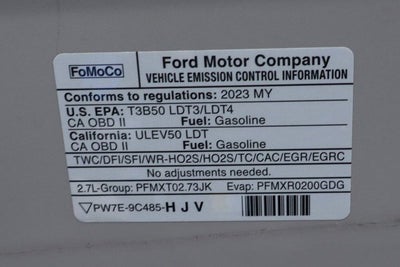 FoMoCo
Ford Motor Company
VEHICLE EMISSION CONTROL INFORMATION
Conforms to regulations: 2023 MY
U.S. EPA: T3B50 LDT3/LDT4
CA OBD II Fuel: Gasoline
California: ULEV50 LDT
CA OBD II Fuel: Gasoline
TWC/DFI/SFI/WR-HO2S/HO2S/TC/CAC/EGR/EGRC
No adjustments needed.
2.7L-Group: PFMXT02.73JK Evap: PFMXR0200GDG
PW7E-9C485-HJV